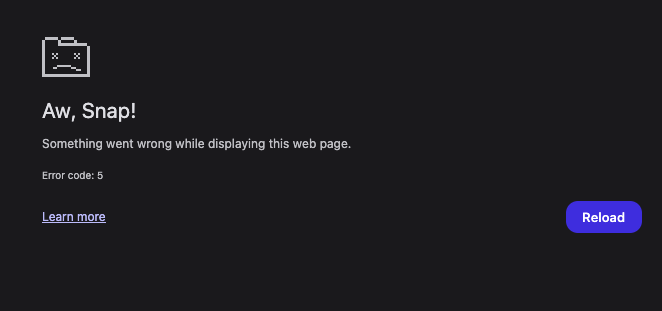 Aw, Snap!
Something went wrong while displaying this web page.
Error code: 5
Learn more
Reload